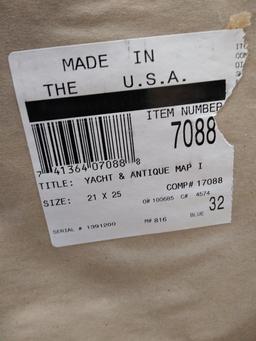 MADE IN
THE U.S.A.
ITEM NUMBER
7088
7 41364 07088 8
TITLE: YACHT & ANTIQUE MAP I
COMP# 17088
SIZE: 21 X 25
O# 100685 C# 4574
BLUE 32
SERIAL # 1391200 M# 816